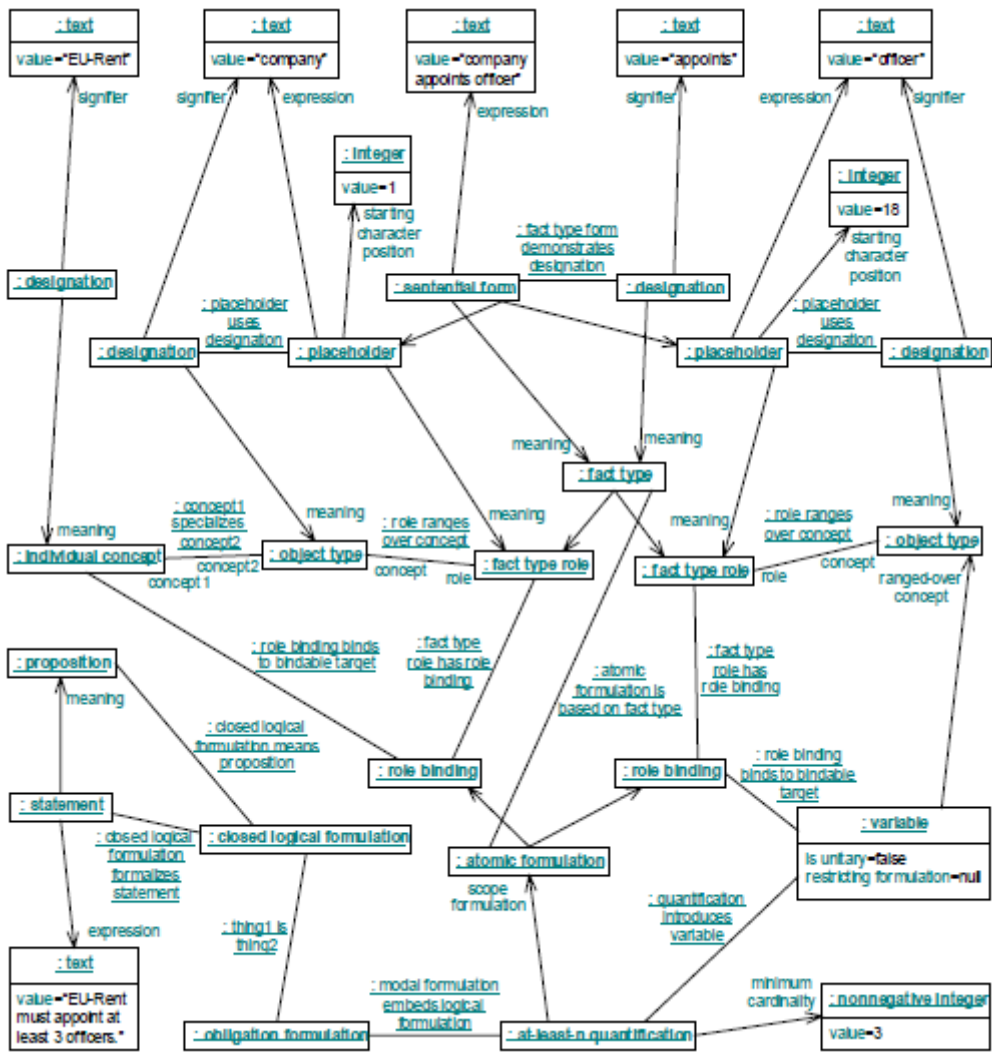 : text
value="EU-Rent"
: text
value="company"
: text
value="company
appoints officer"
: text
value="appoints"
: text
value="officer"
signifier
signifier
expression
expression
signifier
expression
signifier
: integer
value=1
: integer
value=18
starting
character
position
starting
character
position
: fact type form
demonstrates
designation
: designation
: sentential form
: designation
: placeholder
uses
designation
: placeholder
uses
designation
: designation
: placeholder
: placeholder
: designation
meaning
meaning
: fact type
meaning
: concept1
specializes
concept2
meaning
: role ranges
over concept
meaning
meaning
: role ranges
over concept
meaning
: individual concept
concept 1
concept2
: object type
concept
role
: fact type role
: fact type role
role
concept
: object type
ranged-over
concept
: role binding binds
to bindable target
: fact type
role has role
binding
: atomic
formulation is
based on fact type
: fact type
role has
role binding
: proposition
meaning
: closed logical
formulation means
proposition
: role binding
: role binding
: role binding
binds to bindable
target
: statement
: closed logical
formulation
formalizes
statement
: closed logical formulation
: atomic formulation
scope
formulation
: variable
is unitary=false
restricting formulation=null
: quantification
introduces
variable
expression
: thing1 is
thing2
: text
value="EU-Rent
must appoint at
least 3 officers."
: modal formulation
embeds logical
formulation
: obligation formulation
: at-least-n quantification
minimum
cardinality
: nonnegative integer
value=3